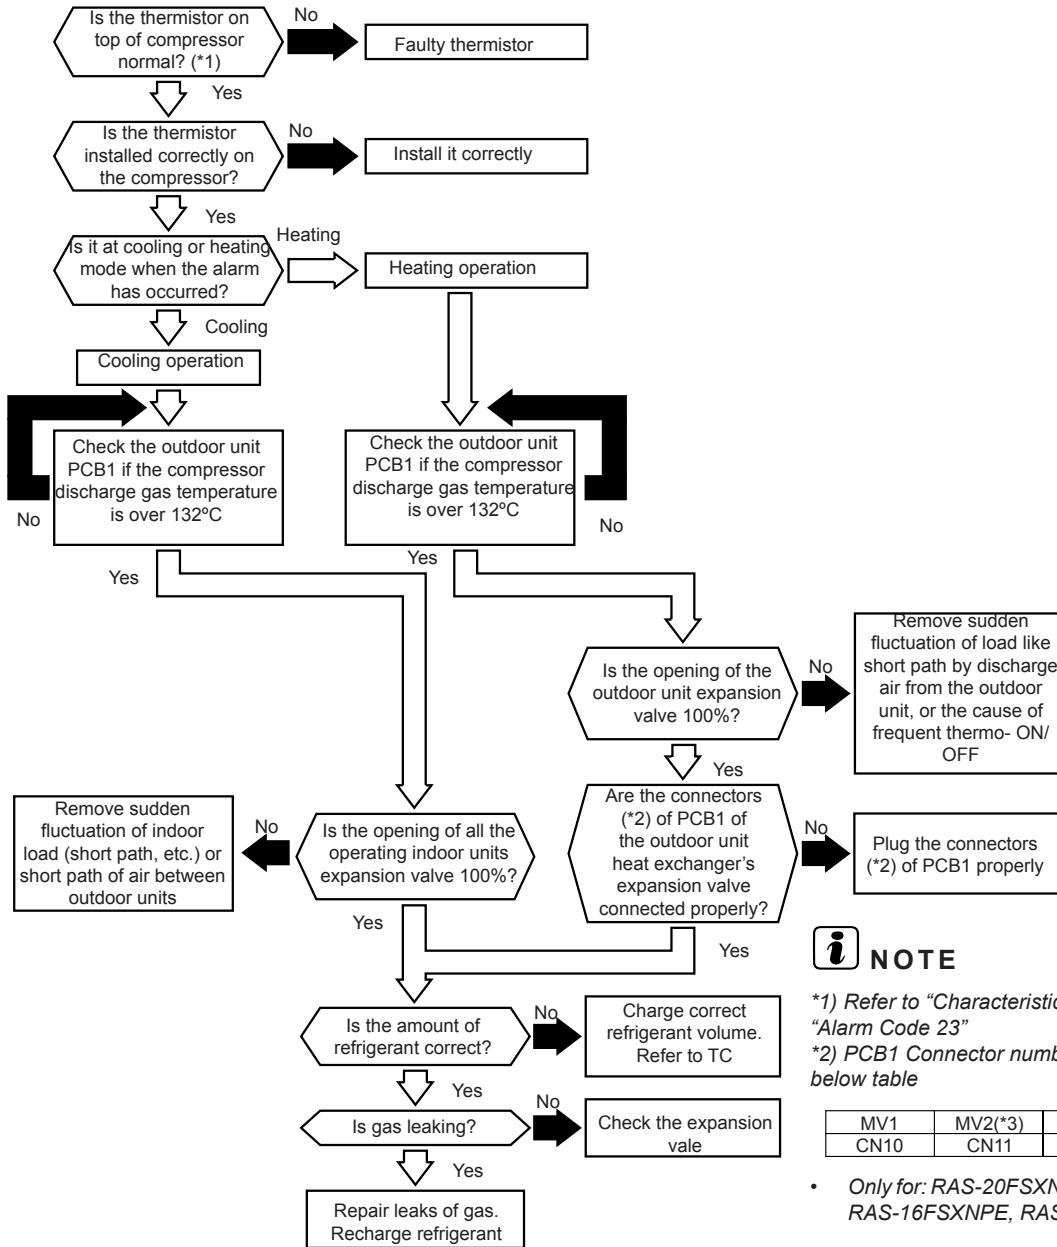 Is the thermistor on
top of compressor
normal? (*1)
No
Faulty thermistor
Yes
Is the thermistor
installed correctly on
the compressor?
No
Install it correctly
Yes
Is it at cooling or heating
mode when the alarm
has occurred?
Heating
Heating operation
Cooling
Cooling operation
Check the outdoor unit
PCB1 if the compressor
discharge gas temperature
is over 132ºC
No
Yes
Check the outdoor unit
PCB1 if the compressor
discharge gas temperature
is over 132ºC
No
Yes
Is the opening of the
outdoor unit expansion
valve 100%?
No
Remove sudden
fluctuation of load like
short path by discharge
air from the outdoor
unit, or the cause of
frequent thermo- ON/
OFF
Yes
Are the connectors
(*2) of PCB1 of
the outdoor unit
heat exchanger's
expansion valve
connected properly?
No
Plug the connectors
(*2) of PCB1 properly
Yes
Is the opening of all the
operating indoor units
expansion valve 100%?
No
Remove sudden
fluctuation of indoor
load (short path, etc.) or
short path of air between
outdoor units
Yes
Is the amount of
refrigerant correct?
No
Charge correct
refrigerant volume.
Refer to TC
Yes
Is gas leaking?
No
Check the expansion
vale
Yes
Repair leaks of gas.
Recharge refrigerant
i NOTE
*1) Refer to “Characteristic
“Alarm Code 23”
*2) PCB1 Connector numb
below table
MV1 MV2(*3)
CN10 CN11
• Only for: RAS-20FSXN
RAS-16FSXNPE, RAS